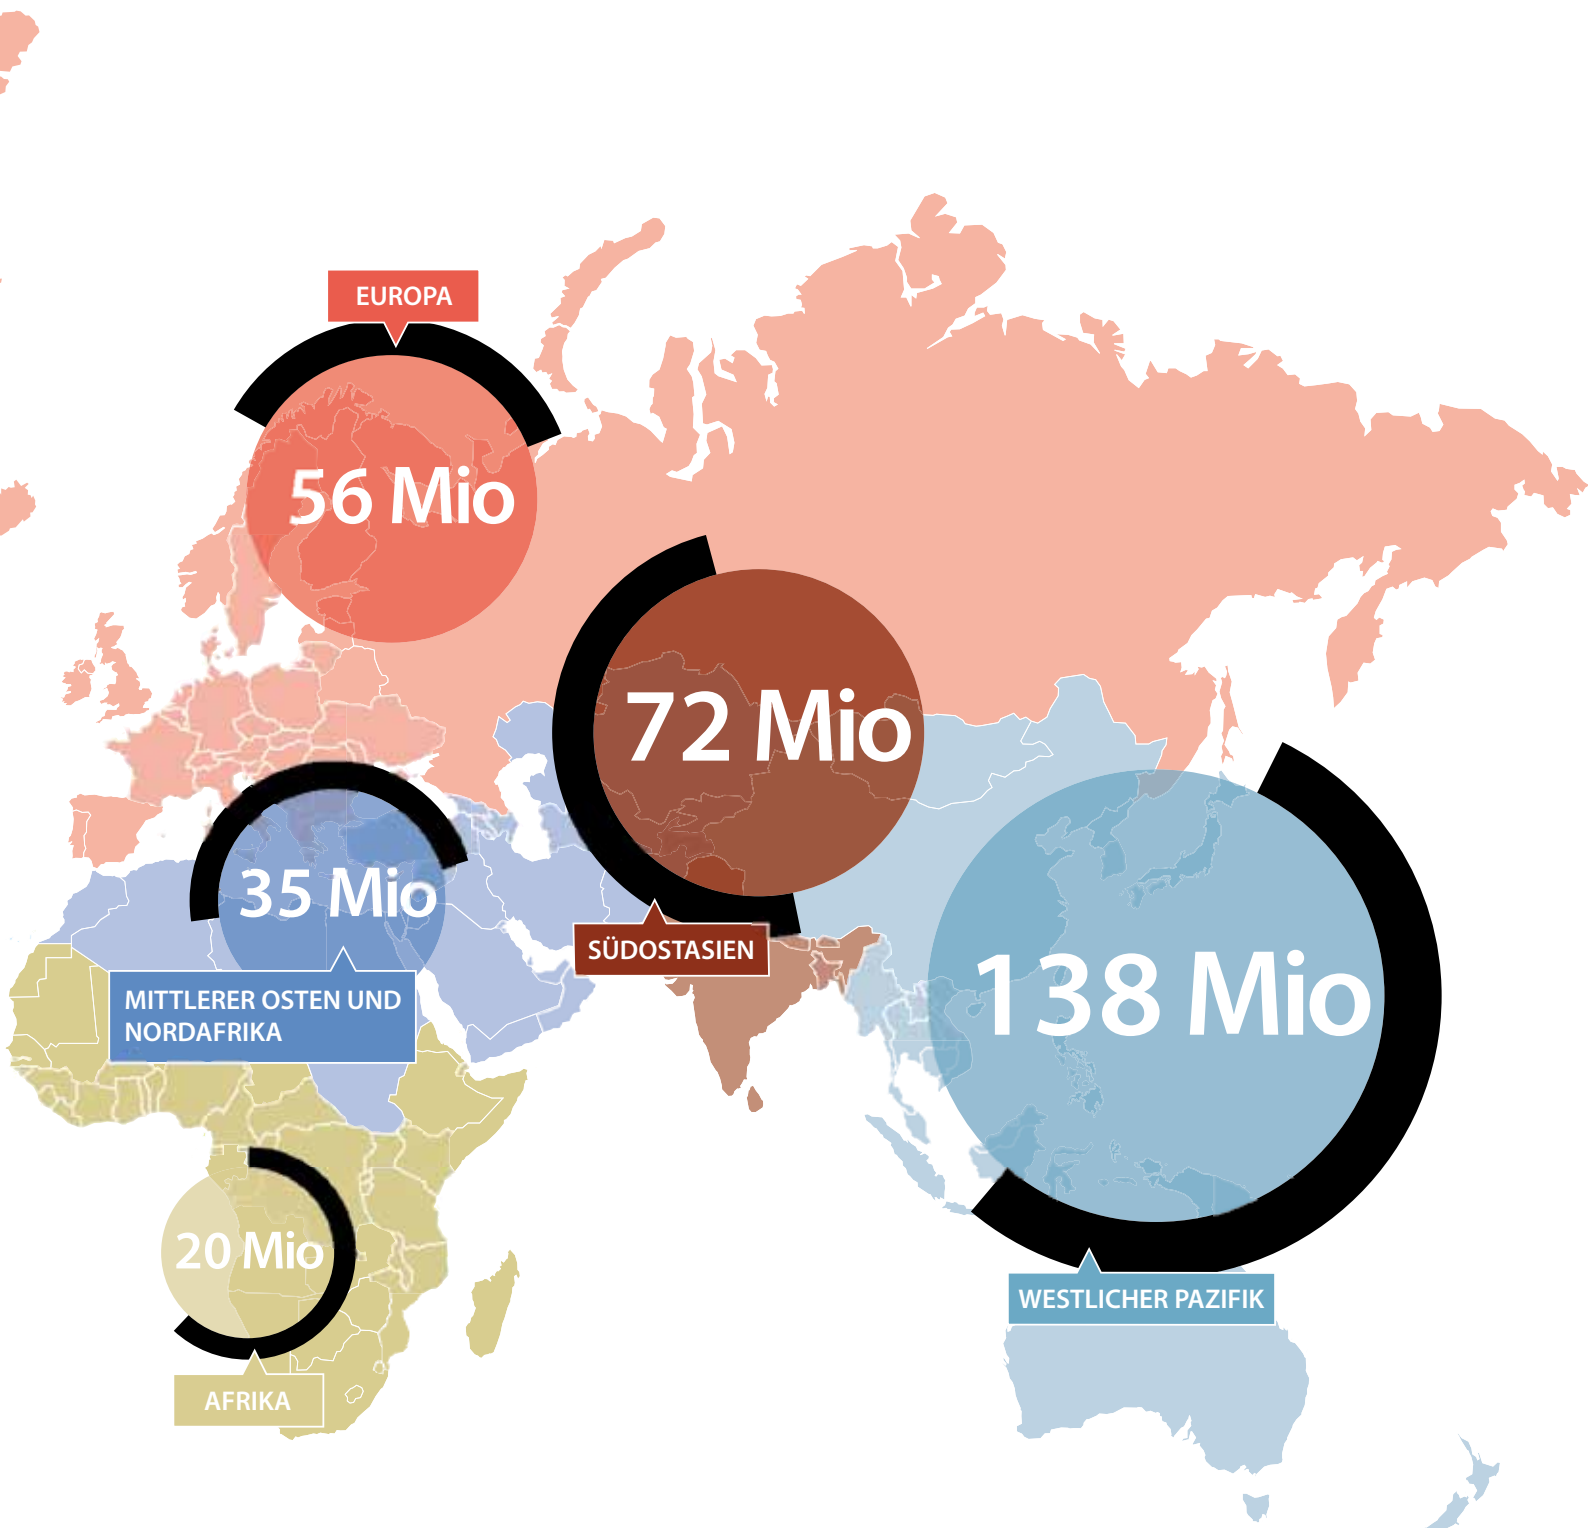 EUROPA
56 Mio
72 Mio
SÜDOSTASIEN
35 Mio
MITTLERER OSTEN UND
NORDAFRIKA
138 Mio
WESTLICHER PAZIFIK
20 Mio
AFRIKA